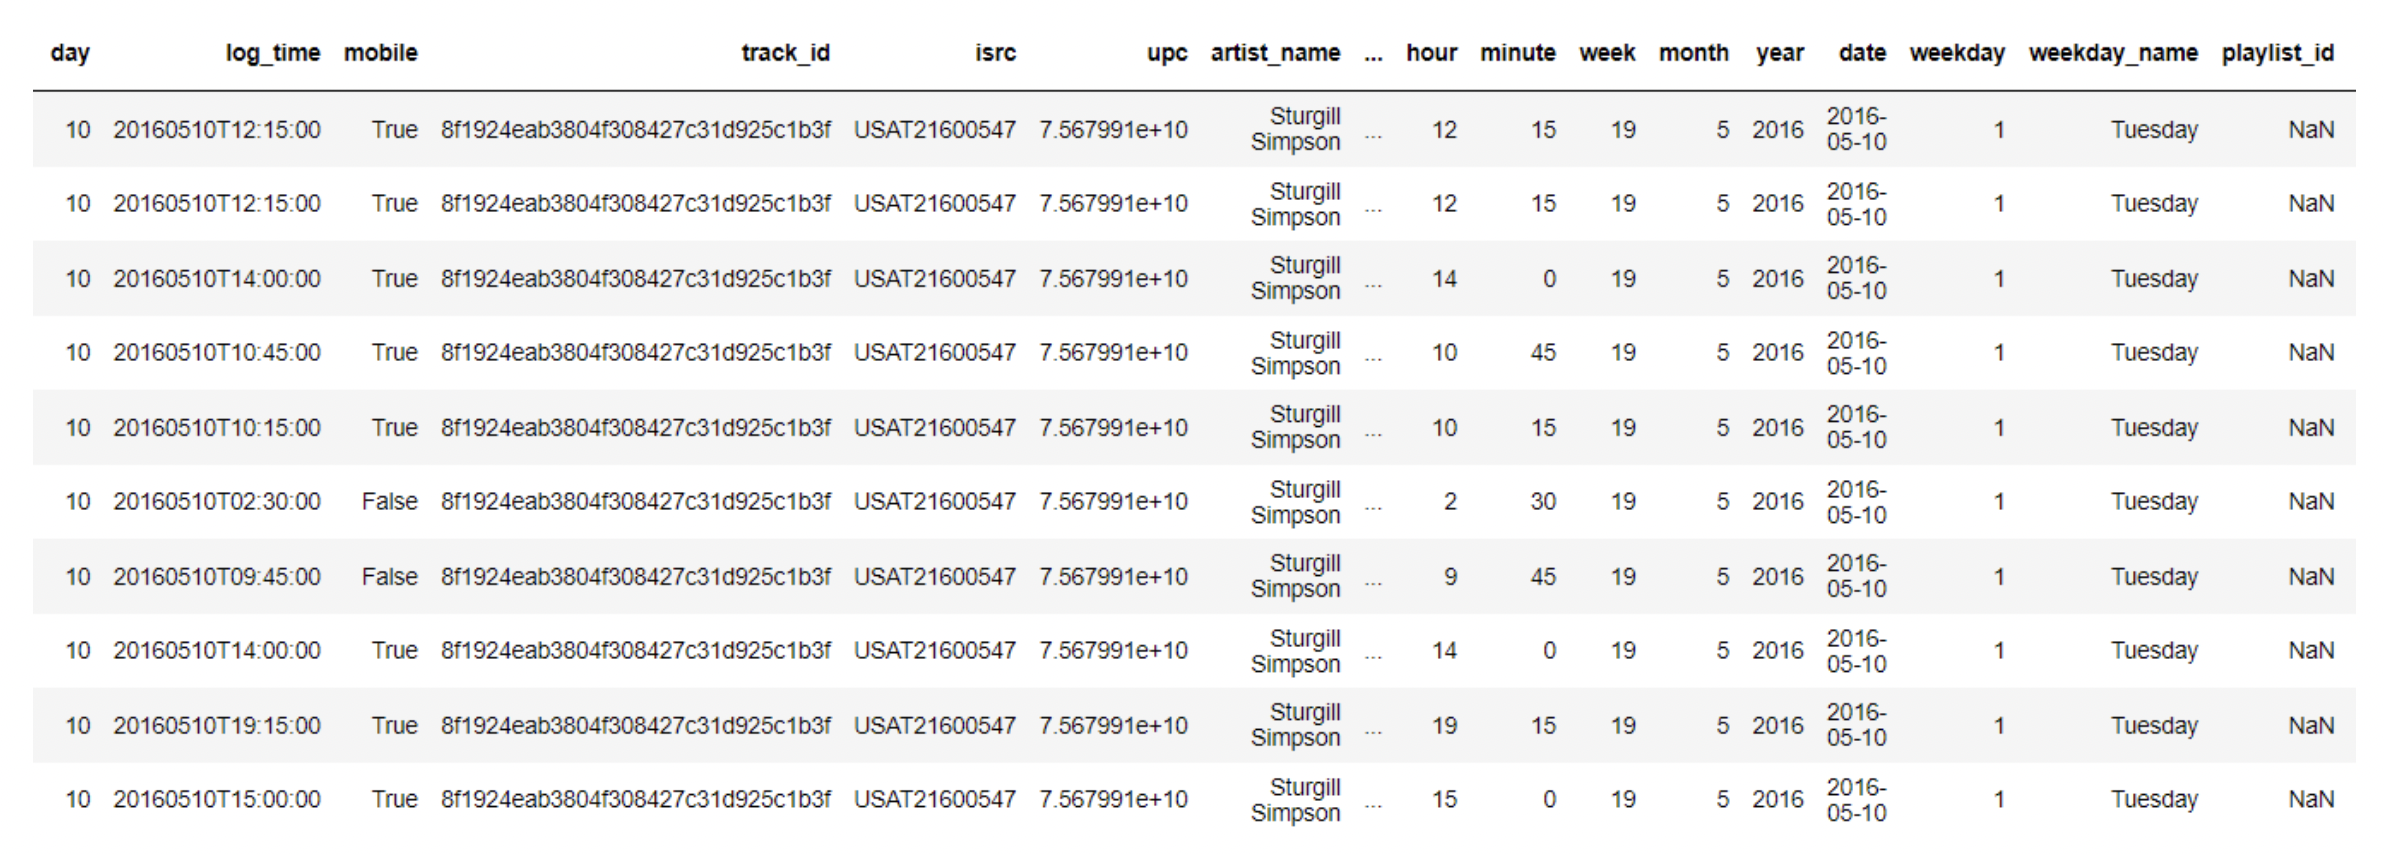 day log_time mobile track_id isrc upc artist_name ... hour minute week month year date weekday weekday_name playlist_id
10 20160510T12:15:00 True 8f1924eab3804f308427c31d925c1b3f USAT21600547 7.567991e+10 Sturgill Simpson ... 12 15 19 5 2016 2016-05-10 1 Tuesday NaN
10 20160510T12:15:00 True 8f1924eab3804f308427c31d925c1b3f USAT21600547 7.567991e+10 Sturgill Simpson ... 12 15 19 5 2016 2016-05-10 1 Tuesday NaN
10 20160510T14:00:00 True 8f1924eab3804f308427c31d925c1b3f USAT21600547 7.567991e+10 Sturgill Simpson ... 14 0 19 5 2016 2016-05-10 1 Tuesday NaN
10 20160510T10:45:00 True 8f1924eab3804f308427c31d925c1b3f USAT21600547 7.567991e+10 Sturgill Simpson ... 10 45 19 5 2016 2016-05-10 1 Tuesday NaN
10 20160510T10:15:00 True 8f1924eab3804f308427c31d925c1b3f USAT21600547 7.567991e+10 Sturgill Simpson ... 10 15 19 5 2016 2016-05-10 1 Tuesday NaN
10 20160510T02:30:00 False 8f1924eab3804f308427c31d925c1b3f USAT21600547 7.567991e+10 Sturgill Simpson ... 2 30 19 5 2016 2016-05-10 1 Tuesday NaN
10 20160510T09:45:00 False 8f1924eab3804f308427c31d925c1b3f USAT21600547 7.567991e+10 Sturgill Simpson ... 9 45 19 5 2016 2016-05-10 1 Tuesday NaN
10 20160510T14:00:00 True 8f1924eab3804f308427c31d925c1b3f USAT21600547 7.567991e+10 Sturgill Simpson ... 14 0 19 5 2016 2016-05-10 1 Tuesday NaN
10 20160510T19:15:00 True 8f1924eab3804f308427c31d925c1b3f USAT21600547 7.567991e+10 Sturgill Simpson ... 19 15 19 5 2016 2016-05-10 1 Tuesday NaN
10 20160510T15:00:00 True 8f1924eab3804f308427c31d925c1b3f USAT21600547 7.567991e+10 Sturgill Simpson ... 15 0 19 5 2016 2016-05-10 1 Tuesday NaN